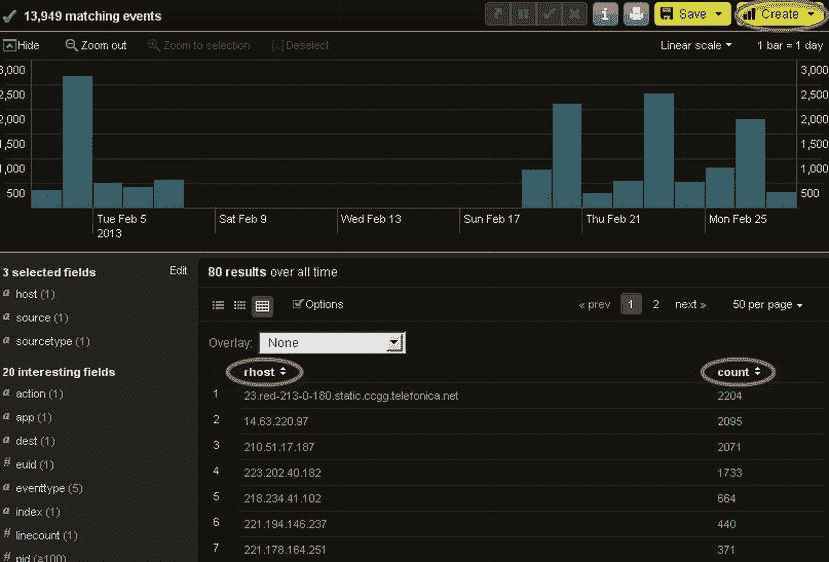 13,949 matching events
i
Save
Create
Hide
Zoom out
Zoom to selection
Deselect
Linear scale
1 bar = 1 day
3,000 3,000
2,500 2,500
2,000 2,000
1,500 1,500
1,000 1,000
500 500
Tue Feb 5 Sat Feb 9 Wed Feb 13 Sun Feb 17 Thu Feb 21 Mon Feb 25
2013
3 selected fields Edit
a host (1)
a source (1)
a sourcetype (1)
20 interesting fields
a action (1)
a app (1)
a dest (1)
# euid (1)
a eventtype (5)
a index (1)
# linecount (1)
# pid (≥100)
80 results over all time
Options
« prev 1 2 next » 50 per page
Overlay: None
rhost count
1 23.red-213-0-180.static.ccgg.telefonica.net 2204
2 14.63.220.97 2095
3 210.51.17.187 2071
4 223.202.40.182 1733
5 218.234.41.102 664
6 221.194.146.237 440
7 221.178.164.251 371